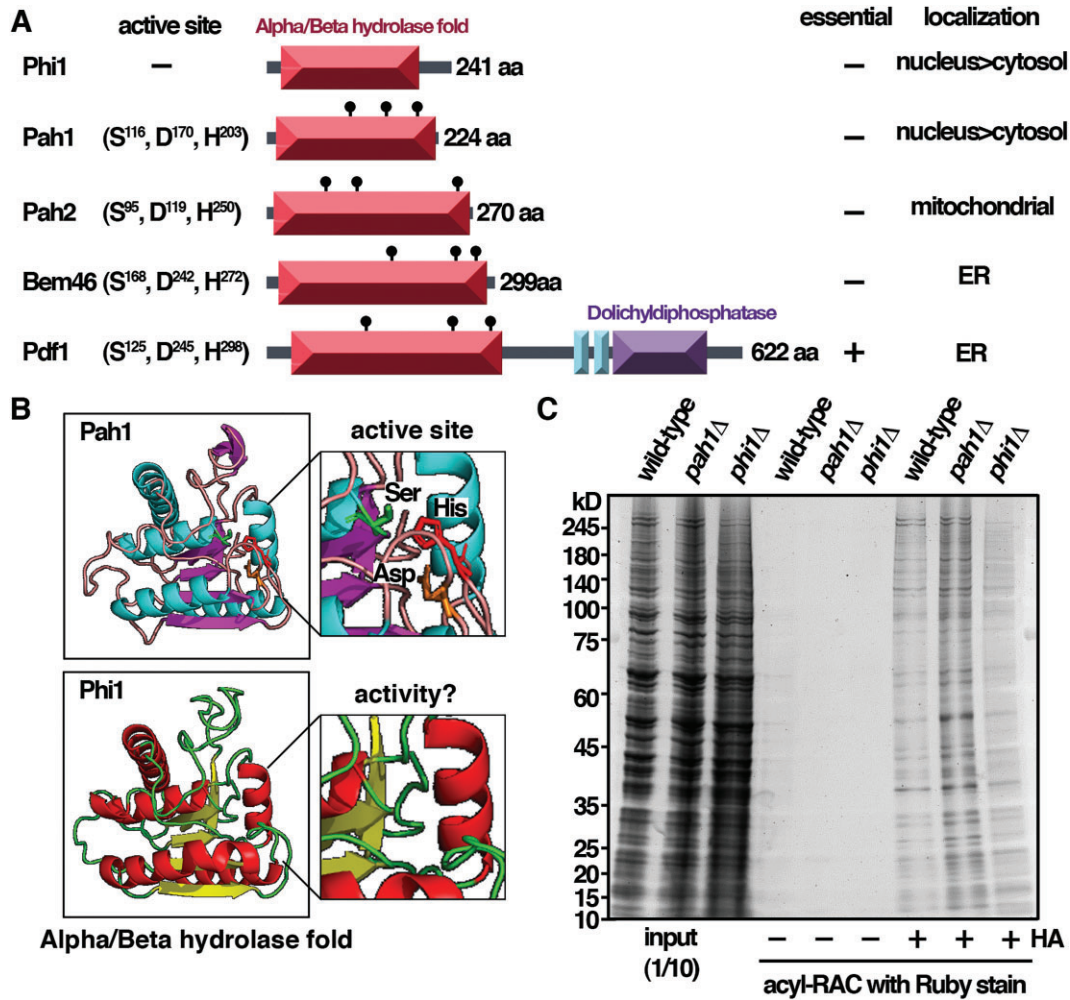 A
active site
Alpha/Beta hydrolase fold
essential
localization
Phi1
–
241 aa
–
nucleus>cytosol
Pah1
(S116, D170, H203)
224 aa
–
nucleus>cytosol
Pah2
(S95, D119, H250)
270 aa
–
mitochondrial
Bem46
(S168, D242, H272)
299aa
–
ER
Dolichyldiphosphatase
Pdf1
(S125, D245, H298)
622 aa
+
ER
B
Pah1
active site
Ser
His
Asp
Phi1
activity?
Alpha/Beta hydrolase fold
C
wild-type
pah1Δ
phi1Δ
wild-type
pah1Δ
phi1Δ
wild-type
pah1Δ
phi1Δ
kD
245
180
140
100
75
60
45
35
25
20
15
10
input
(1/10)
– – – + + + HA
acyl-RAC with Ruby stain